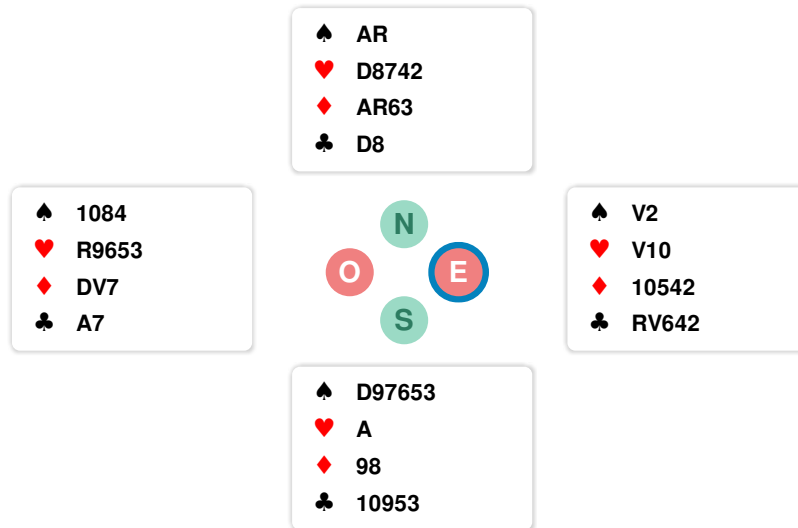 ♠ AR
♥ D8742
♦ AR63
♣ D8
♠ 1084
♥ R9653
♦ DV7
♣ A7
N
O E
S
♠ V2
♥ V10
♦ 10542
♣ RV642
♠ D97653
♥ A
♦ 98
♣ 10953